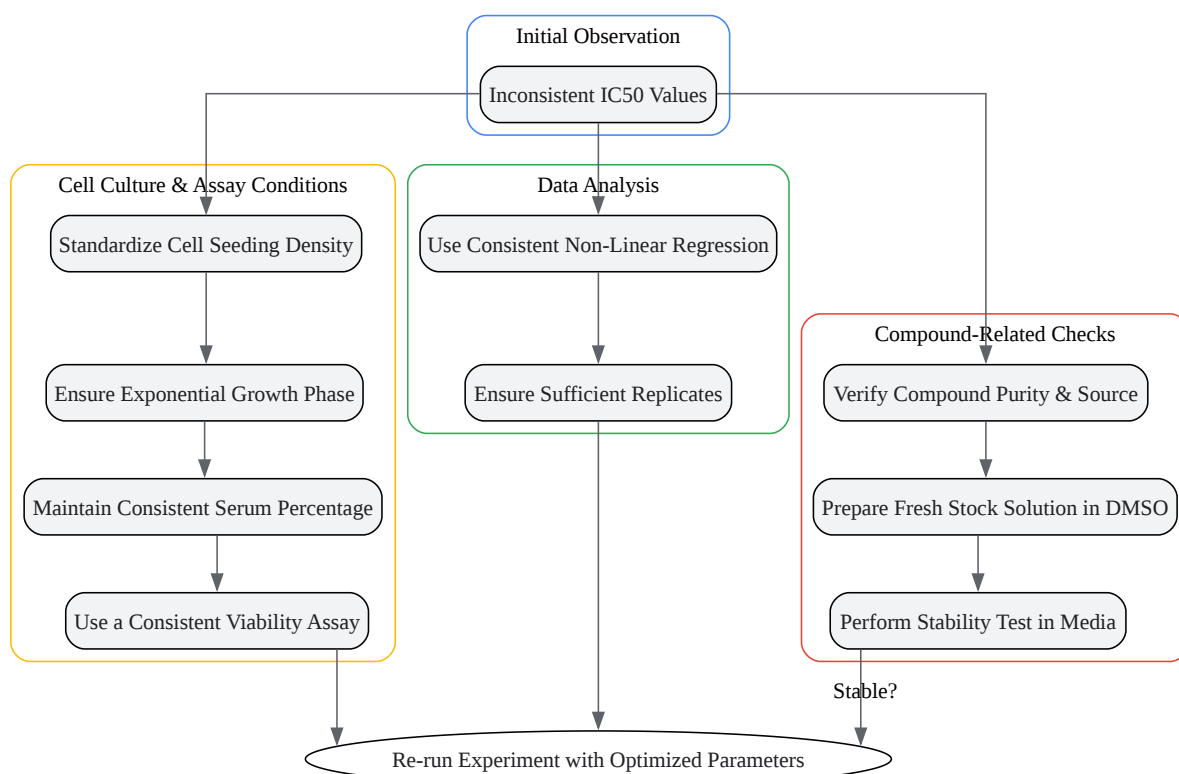 Initial Observation
Inconsistent IC50 Values
Cell Culture & Assay Conditions
Standardize Cell Seeding Density
Ensure Exponential Growth Phase
Maintain Consistent Serum Percentage
Use a Consistent Viability Assay
Data Analysis
Use Consistent Non-Linear Regression
Ensure Sufficient Replicates
Compound-Related Checks
Verify Compound Purity & Source
Prepare Fresh Stock Solution in DMSO
Perform Stability Test in Media
Stable?
Re-run Experiment with Optimized Parameters